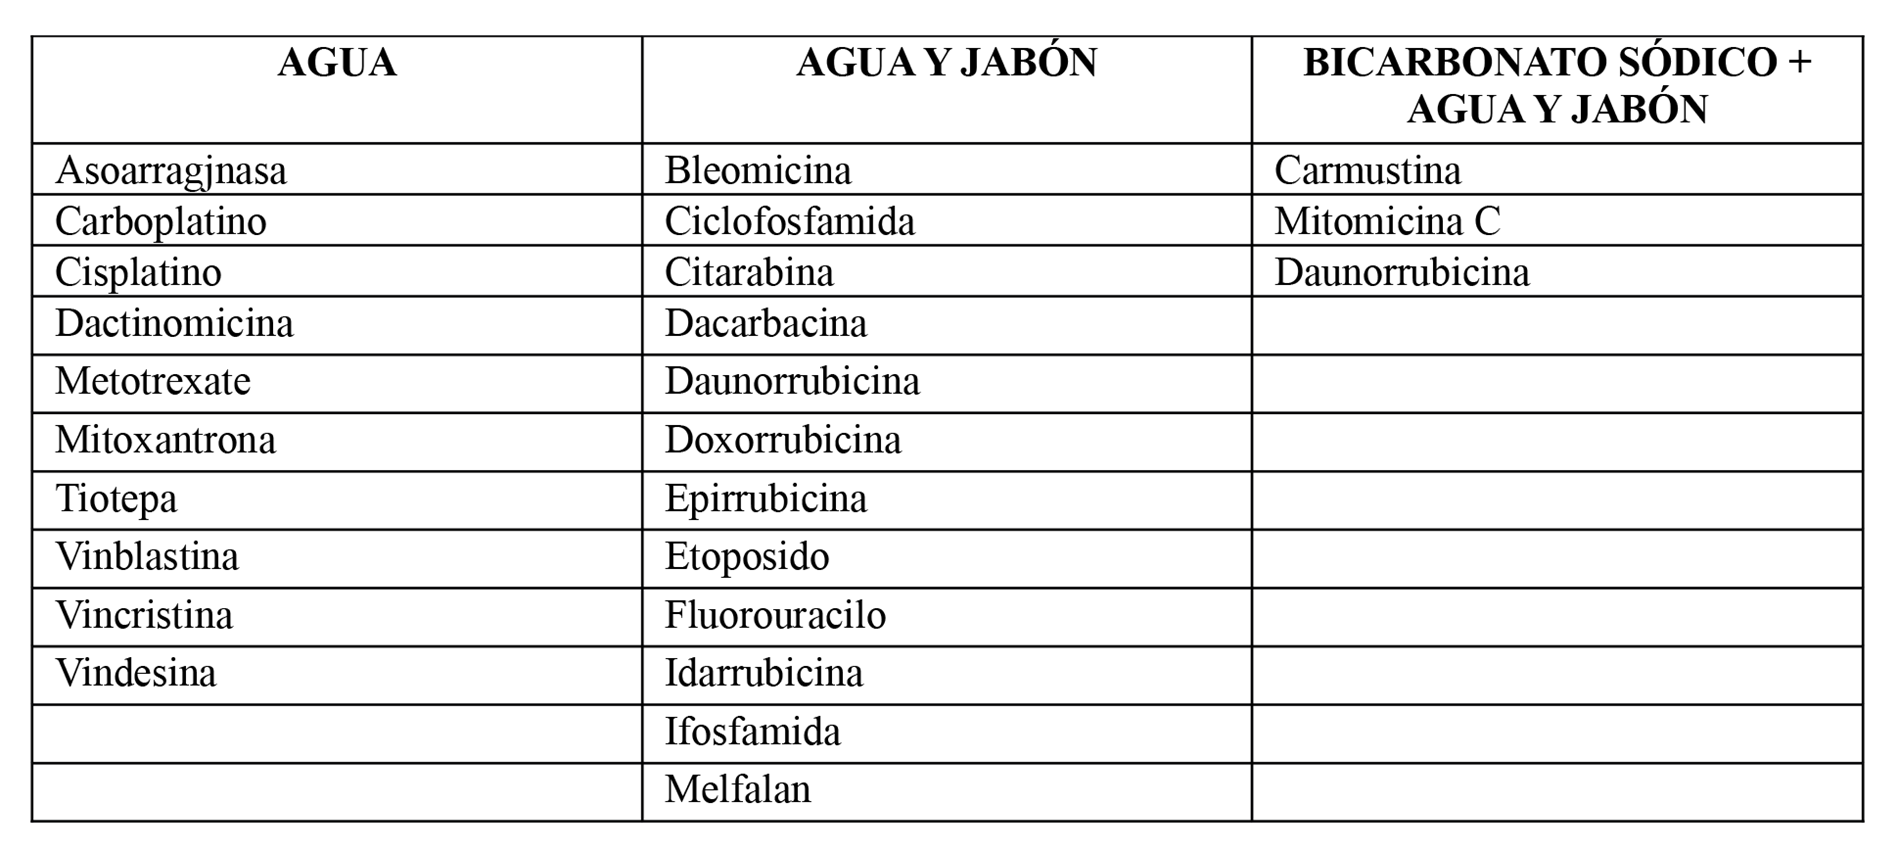 AGUA
AGUA Y JABÓN
BICARBONATO SÓDICO +
AGUA Y JABÓN
Asoarragjnasa
Bleomicina
Carmustina
Carboplatino
Ciclofosfamida
Mitomicina C
Cisplatino
Citarabina
Daunorrubicina
Dactinomicina
Dacarbacina
Metotrexate
Daunorrubicina
Mitoxantrona
Doxorrubicina
Tiotepa
Epirrubicina
Vinblastina
Etoposido
Vincristina
Fluorouracilo
Vindesina
Idarrubicina
Ifosfamida
Melfalan